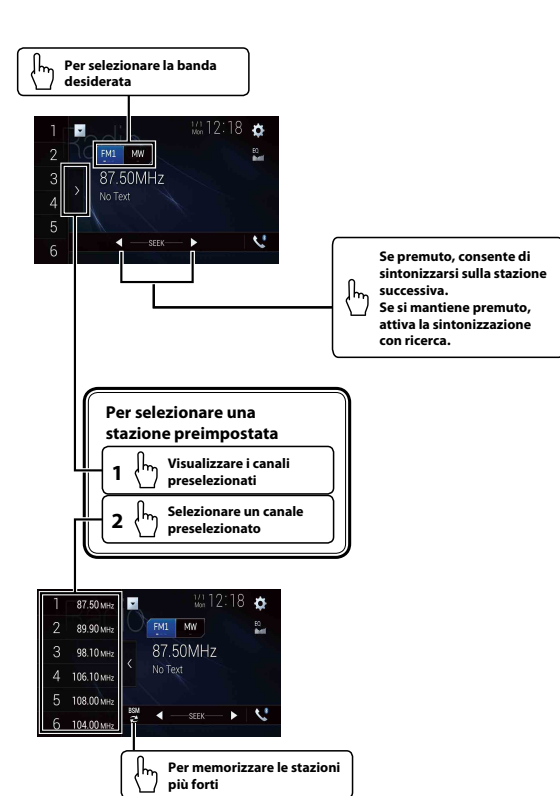 Per selezionare la banda
desiderata
1
2
3
4
5
6
Radio
1/1
Mon
12:18
FM1
MW
EQ
87.50MHz
No Text
SEEK
Se premuto, consente di
sintonizzarsi sulla stazione
successiva.
Se si mantiene premuto,
attiva la sintonizzazione
con ricerca.
Per selezionare una
stazione preimpostata
1
Visualizzare i canali
preselezionati
2
Selezionare un canale
preselezionato
1 87.50 MHz
2 89.90 MHz
3 98.10 MHz
4 106.10 MHz
5 108.00 MHz
6 104.00 MHz
1/1
Mon
12:18
FM1
MW
EQ
87.50MHz
No Text
BSM
SEEK
Per memorizzare le stazioni
più forti